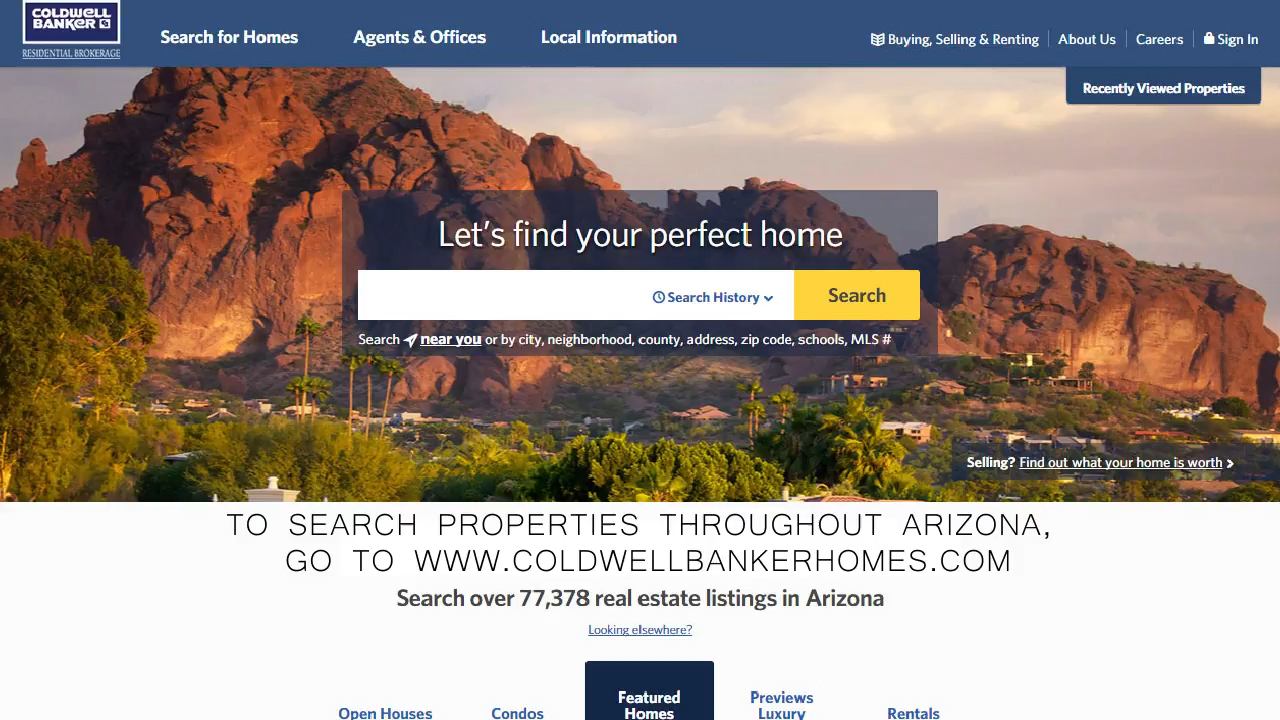 COLDWELL
BANKER
RESIDENTIAL BROKERAGE
Search for Homes
Agents & Offices
Local Information
Buying, Selling & Renting
About Us
Careers
Sign In
Recently Viewed Properties
Let's find your perfect home
Search History
Search
Search near you or by city, neighborhood, county, address, zip code, schools, MLS #
Selling? Find out what your home is worth
TO SEARCH PROPERTIES THROUGHOUT ARIZONA,
GO TO WWW.COLDWELLBANKERHOMES.COM
Search over 77,378 real estate listings in Arizona
Looking elsewhere?
Open Houses
Condos
Featured
Homes
Previews
Luxury
Rentals